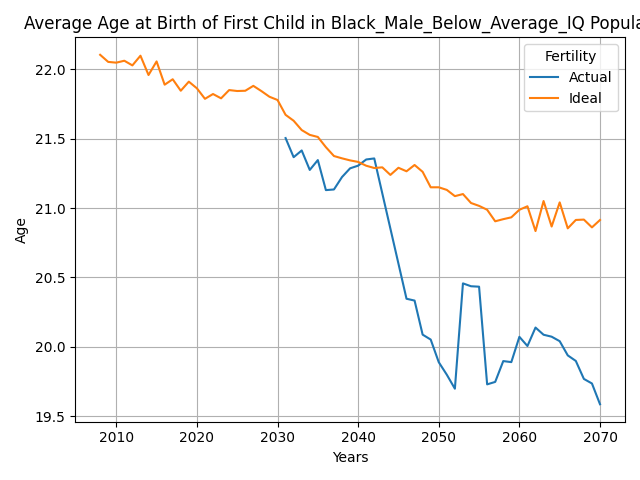 Average Age at Birth of First Child in Black_Male_Below_Average_IQ Popula
Fertility
Actual
Ideal
22.0
21.5
21.0
20.5
20.0
19.5
Age
2010 2020 2030 2040 2050 2060 2070
Years